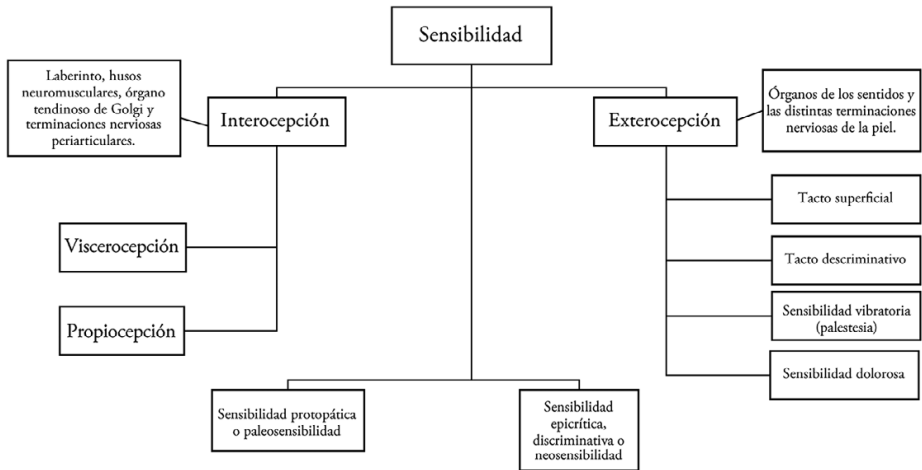 Sensibilidad
Laberinto, husos
neuromusculares, órgano
tendinoso de Golgi y
terminaciones nerviosas
periarticulares.
Interocepción
Exterocepción
Órganos de los sentidos y
las distintas terminaciones
nerviosas de la piel.
Viscerocepción
Propiocepción
Tacto superficial
Tacto descriminativo
Sensibilidad vibratoria
(palestesia)
Sensibilidad dolorosa
Sensibilidad protopática
o paleosensibilidad
Sensibilidad
epicrítica,
discriminativa o
neosensibilidad